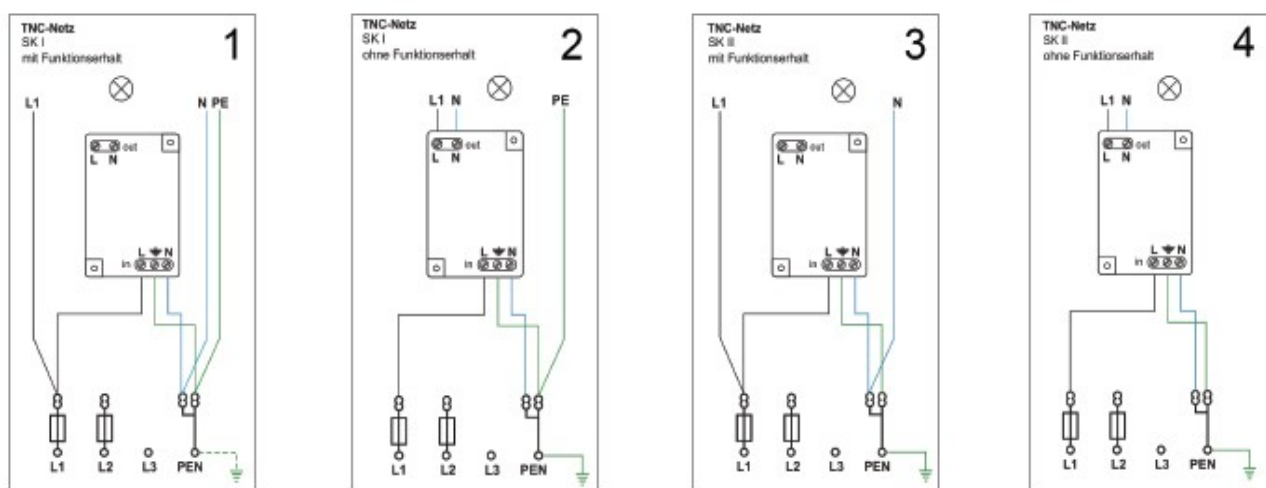 TNC-Netz
SK I
mit Funktionserhalt
1
L1
N PE
out
L N
L N
in
L1 L2 L3 PEN
TNC-Netz
SK I
ohne Funktionserhalt
2
L1 N
PE
out
L N
L N
in
L1 L2 L3 PEN
TNC-Netz
SK II
mit Funktionserhalt
3
L1
N
out
L N
L N
in
L1 L2 L3 PEN
TNC-Netz
SK II
ohne Funktionserhalt
4
L1 N
out
L N
L N
in
L1 L2 L3 PEN